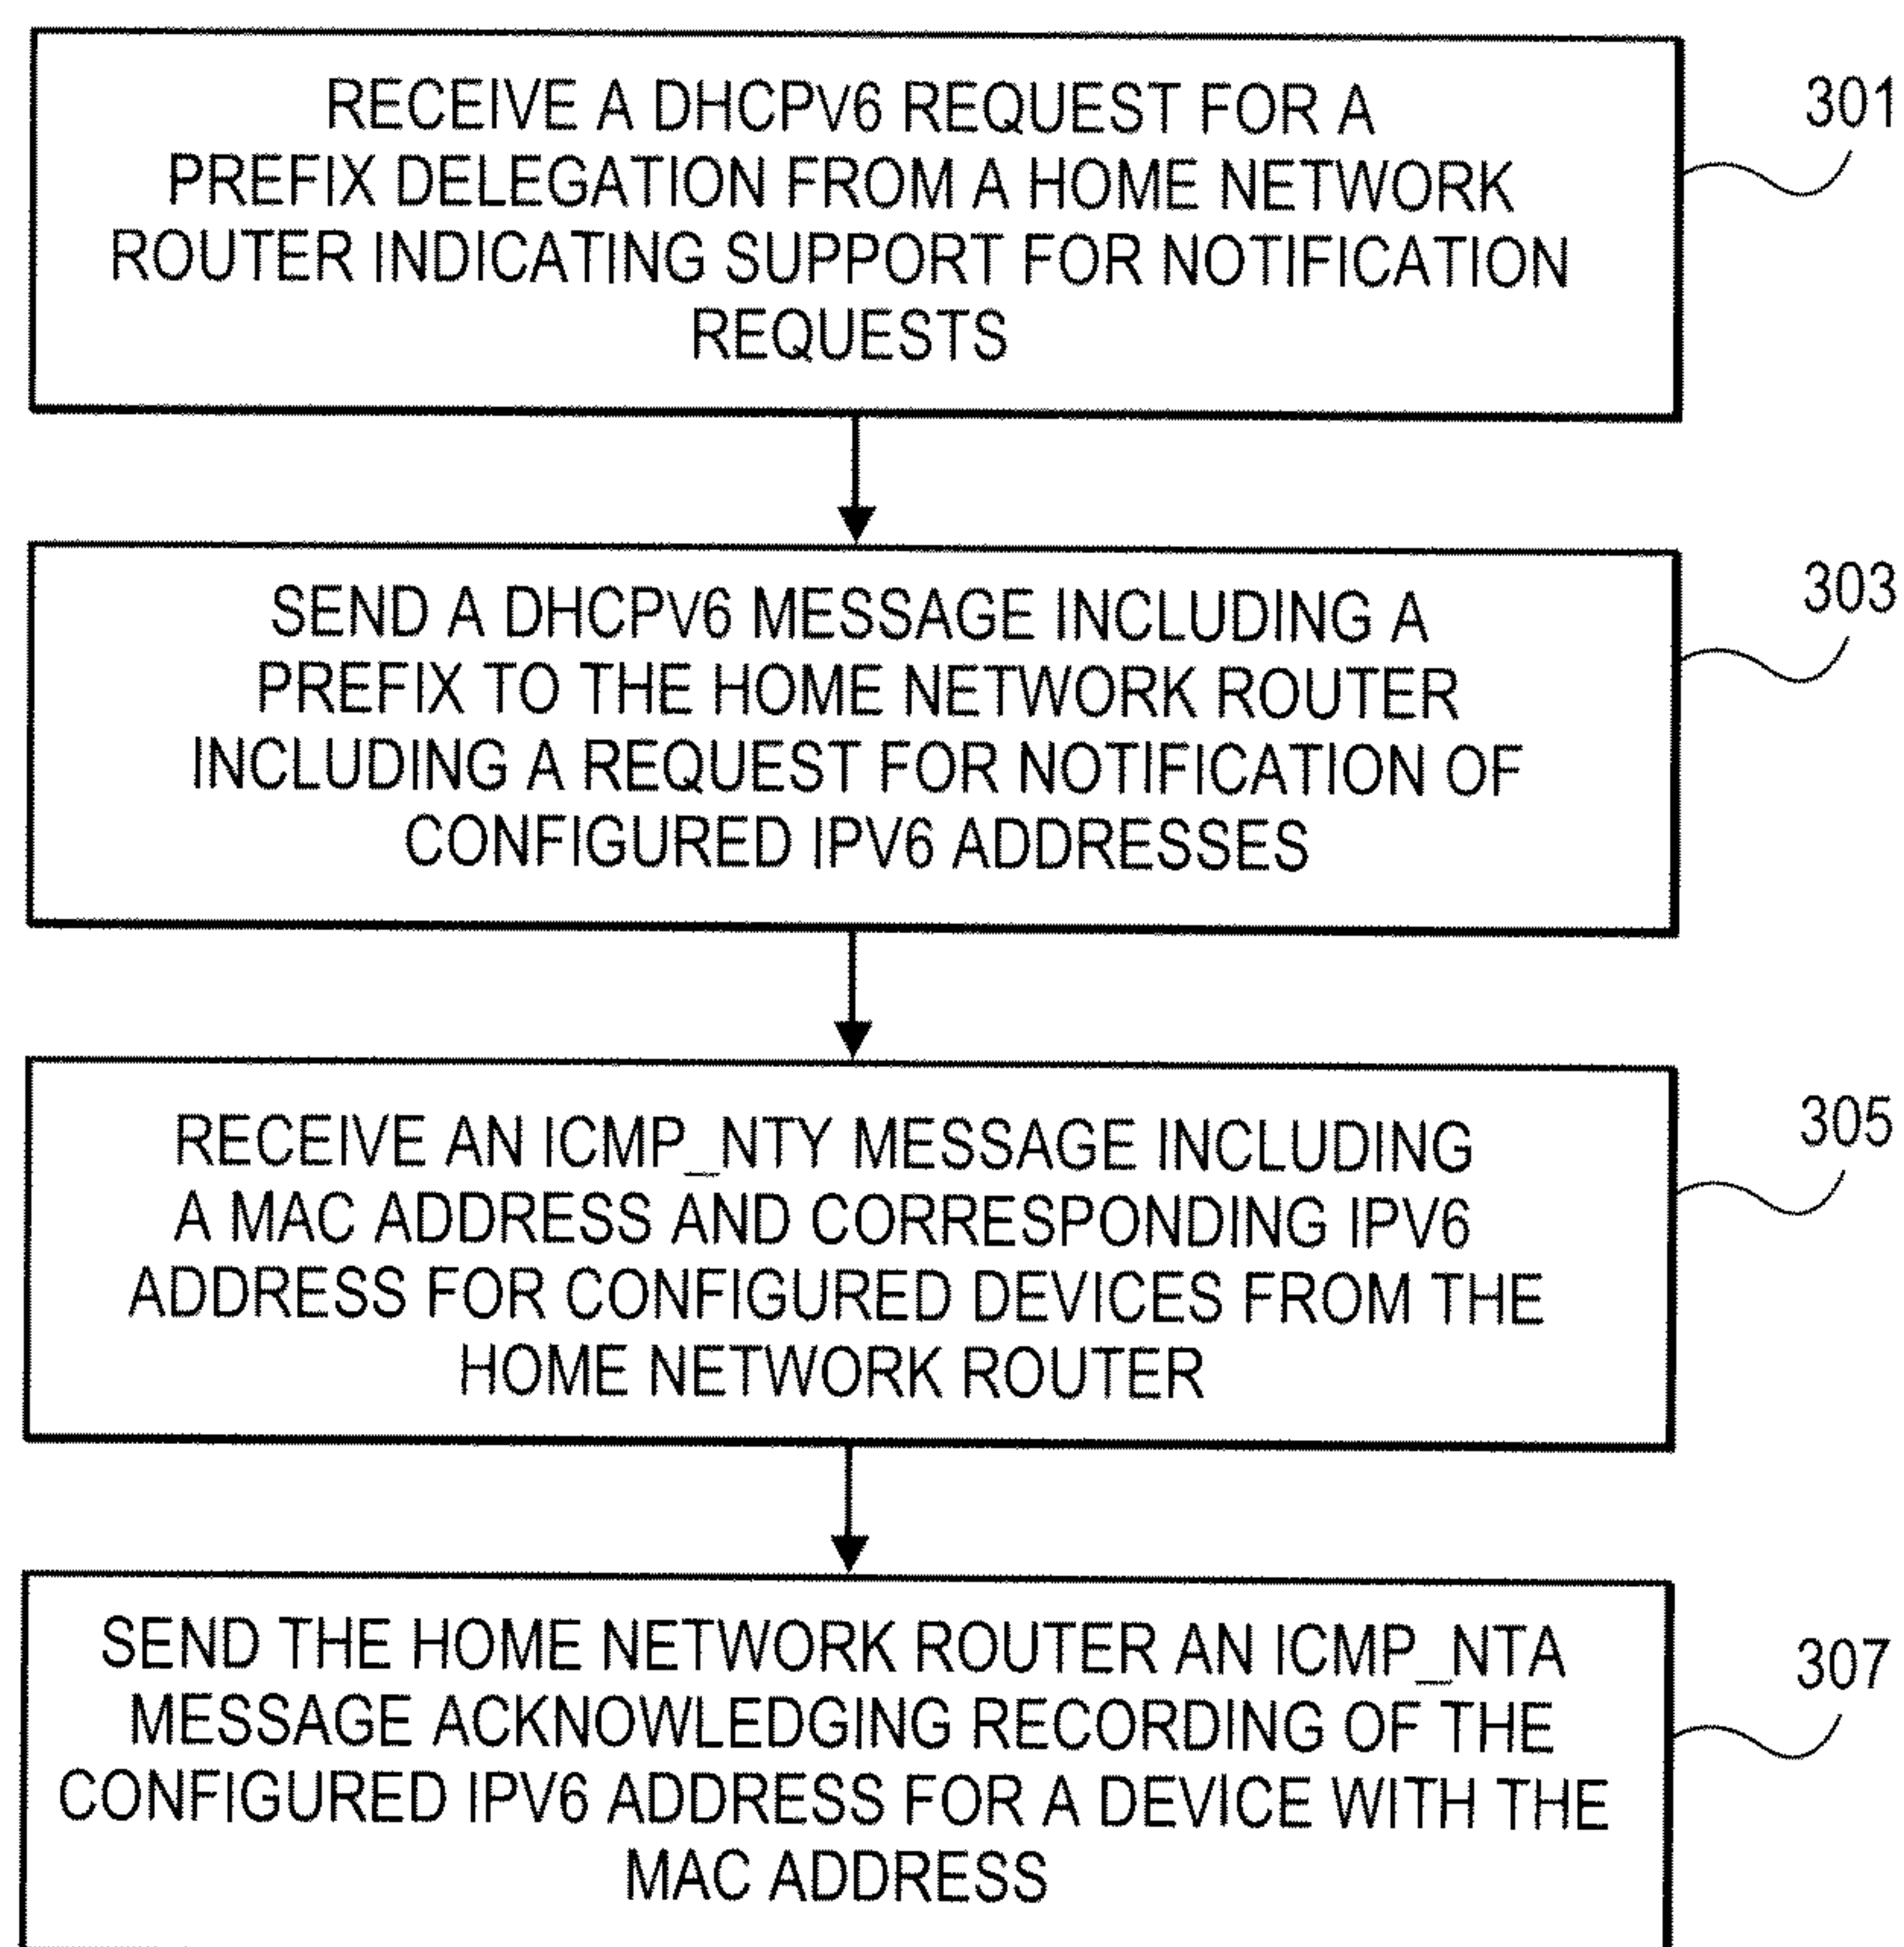 RECEIVE A DHCPV6 REQUEST FOR A
PREFIX DELEGATION FROM A HOME NETWORK
ROUTER INDICATING SUPPORT FOR NOTIFICATION
REQUESTS
301
SEND A DHCPV6 MESSAGE INCLUDING A
PREFIX TO THE HOME NETWORK ROUTER
INCLUDING A REQUEST FOR NOTIFICATION OF
CONFIGURED IPV6 ADDRESSES
303
RECEIVE AN ICMP_NTY MESSAGE INCLUDING
A MAC ADDRESS AND CORRESPONDING IPV6
ADDRESS FOR CONFIGURED DEVICES FROM THE
HOME NETWORK ROUTER
305
SEND THE HOME NETWORK ROUTER AN ICMP_NTA
MESSAGE ACKNOWLEDGING RECORDING OF THE
CONFIGURED IPV6 ADDRESS FOR A DEVICE WITH THE
MAC ADDRESS
307